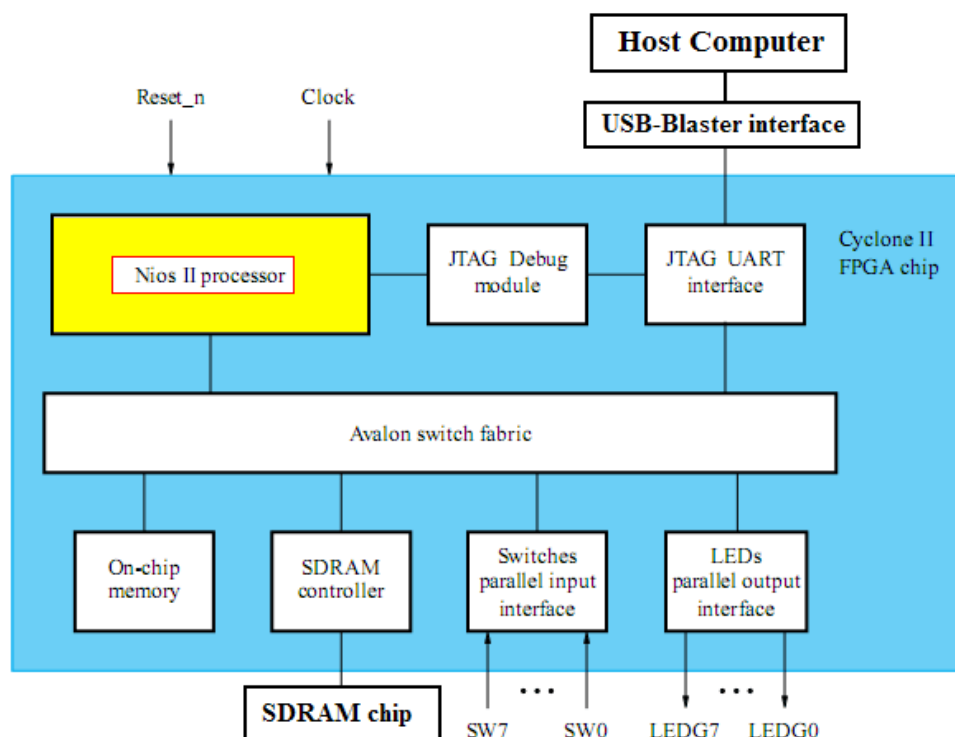 Host Computer
Reset_n
Clock
USB-Blaster interface
Nios II processor
JTAG Debug
module
JTAG UART
interface
Cyclone II
FPGA chip
Avalon switch fabric
On-chip
memory
SDRAM
controller
Switches
parallel input
interface
LEDs
parallel output
interface
SDRAM chip
SW7
SW0
LEDG7
LEDG0